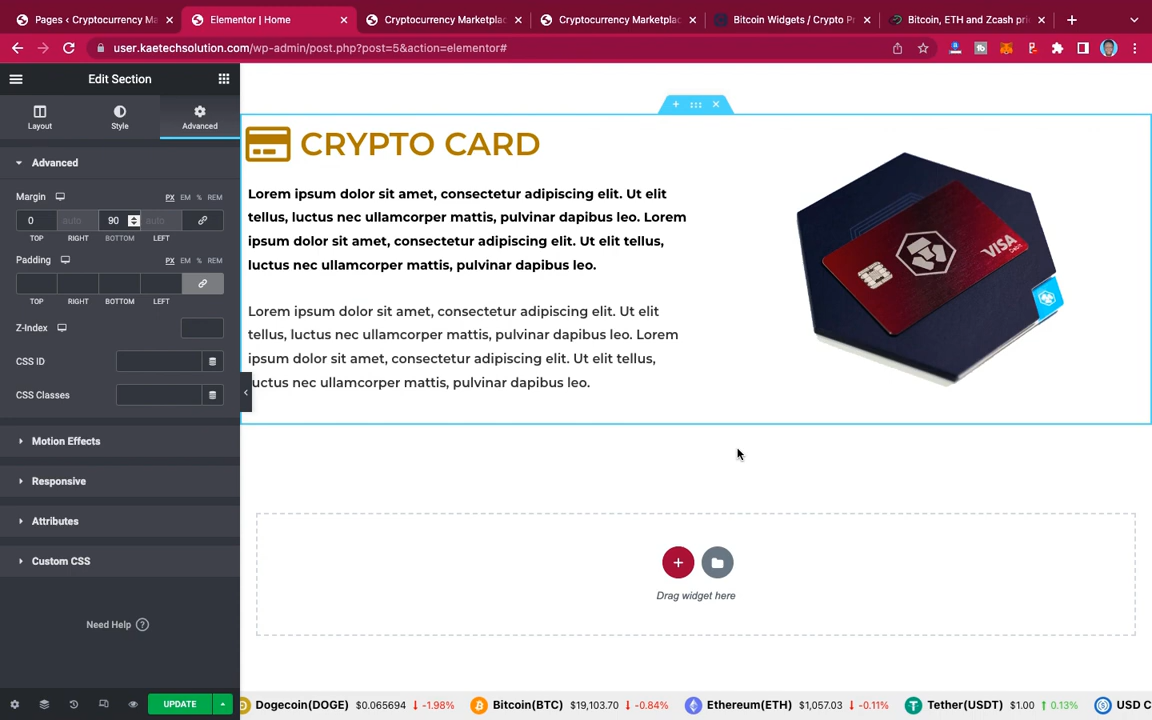 Pages ‹ Cryptocurrency Ma
Elementor | Home
Cryptocurrency Marketplac
Cryptocurrency Marketplac
Bitcoin Widgets / Crypto Pr
Bitcoin, ETH and Zcash pri
user.kaetechsolution.com/wp-admin/post.php?post=5&action=elementor#
Edit Section
Layout
Style
Advanced
Advanced
Margin
PX EM % REM
0 auto 90 auto
TOP RIGHT BOTTOM LEFT
Padding
PX EM % REM
TOP RIGHT BOTTOM LEFT
Z-Index
CSS ID
CSS Classes
Motion Effects
Responsive
Attributes
Custom CSS
Need Help ?
UPDATE
CRYPTO CARD
Lorem ipsum dolor sit amet, consectetur adipiscing elit. Ut elit
tellus, luctus nec ullamcorper mattis, pulvinar dapibus leo. Lorem
ipsum dolor sit amet, consectetur adipiscing elit. Ut elit tellus,
luctus nec ullamcorper mattis, pulvinar dapibus leo.
Lorem ipsum dolor sit amet, consectetur adipiscing elit. Ut elit
tellus, luctus nec ullamcorper mattis, pulvinar dapibus leo. Lorem
ipsum dolor sit amet, consectetur adipiscing elit. Ut elit tellus,
luctus nec ullamcorper mattis, pulvinar dapibus leo.
VISA
Drag widget here
Dogecoin(DOGE) $0.065694 ↓ -1.98% Bitcoin(BTC) $19,103.70 ↓ -0.84% Ethereum(ETH) $1,057.03 ↓ -0.11% Tether(USDT) $1.00 ↑ 0.13% USD C